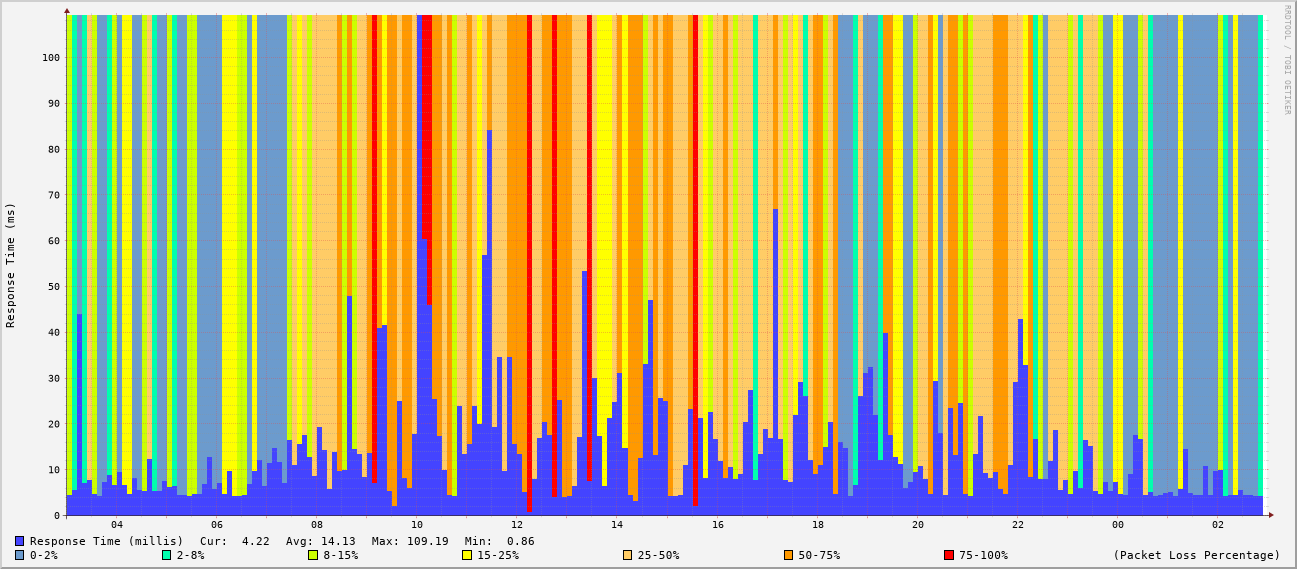 RRDTOOL / TOBI OETIKER
Response Time (ms)
100
90
80
70
60
50
40
30
20
10
0
04 06 08 10 12 14 16 18 20 22 00 02
Response Time (millis) Cur: 4.22 Avg: 14.13 Max: 109.19 Min: 0.86
0-2% 2-8% 8-15% 15-25% 25-50% 50-75% 75-100% (Packet Loss Percentage)